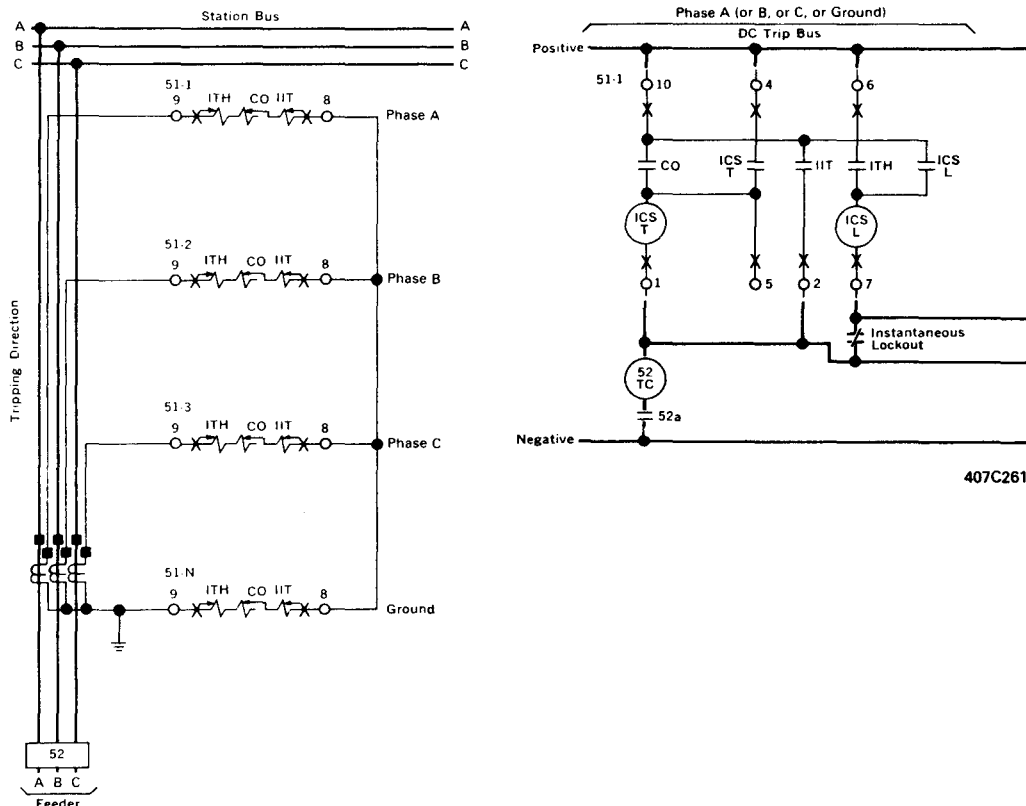 Station Bus
A A
B B
C C
51-1
9 ITH CO IIT 8 Phase A
51-2
9 ITH CO IIT 8 Phase B
51-3
9 ITH CO IIT 8 Phase C
51-N
9 ITH CO IIT 8 Ground
Tripping Direction
52
A B C
Feeder
Phase A (or B, or C, or Ground)
DC Trip Bus
Positive
51-1 10 4 6
CO ICS T IIT ITH ICS L
ICS T ICS L
1 5 2 7
Instantaneous
Lockout
52
TC
52a
Negative
407C261